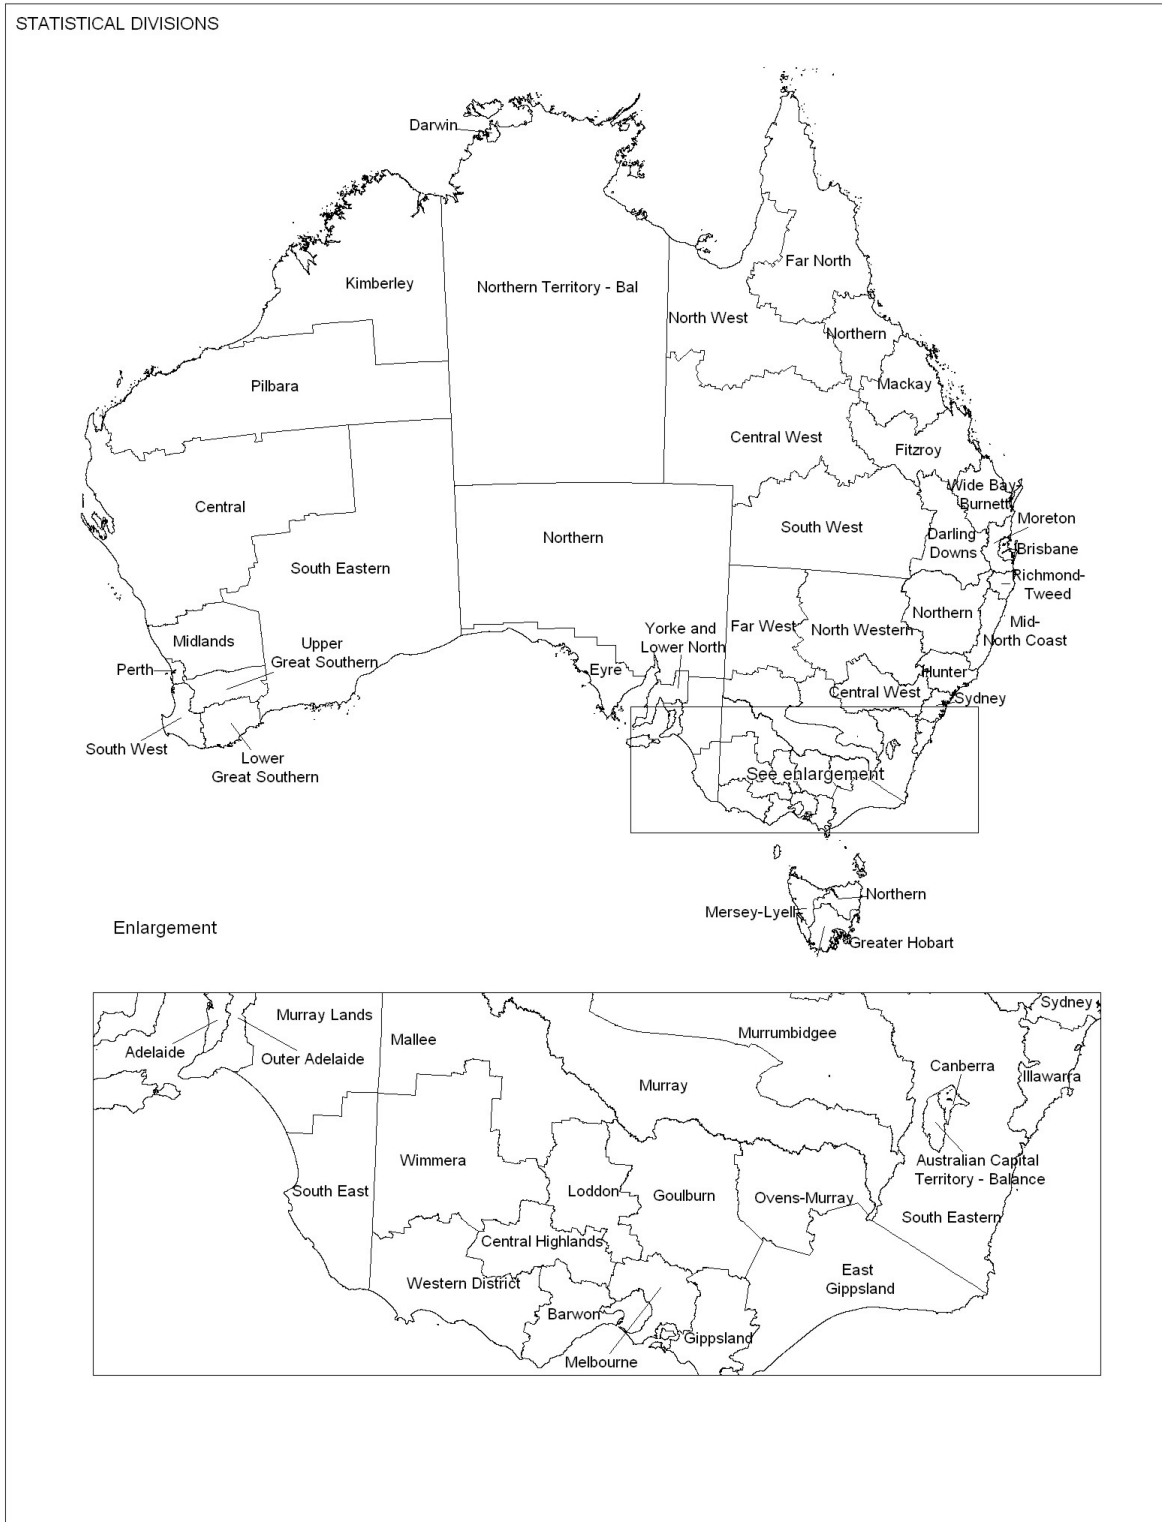 STATISTICAL DIVISIONS
Darwin
Far North
Kimberley
Northern Territory - Bal
North West
Northern
Pilbara
Mackay
Central West
Fitzroy
Wide Bay-
Burnett
Central
Moreton
South West
Northern
Darling
Downs
Brisbane
South Eastern
Richmond-
Tweed
Northern
Mid-
North Coast
Yorke and
Lower North
Far West
North Western
Midlands
Upper
Great Southern
Perth
Eyre
Hunter
Central West
Sydney
South West
Lower
Great Southern
See enlargement
Northern
Mersey-Lyell
Greater Hobart
Enlargement
Sydney
Murray Lands
Murrumbidgee
Mallee
Adelaide
Outer Adelaide
Canberra
Illawarra
Murray
Wimmera
Australian Capital
Territory - Balance
South East
Loddon
Goulburn
Ovens-Murray
South Eastern
Central Highlands
East
Gippsland
Western District
Barwon
Gippsland
Melbourne